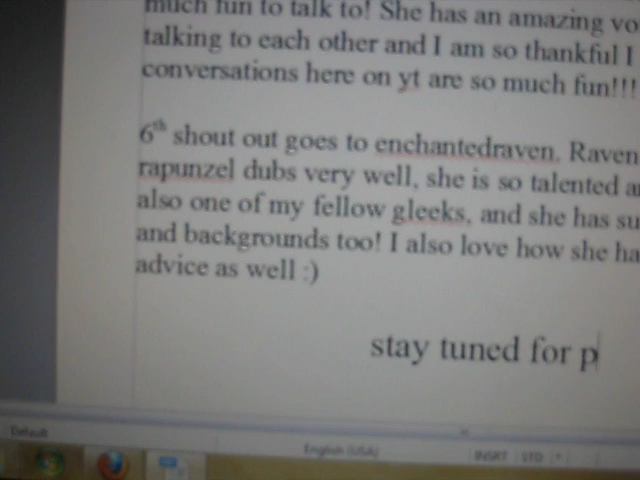 much fun to talk to! She has an amazing vo
talking to each other and I am so thankful I
conversations here on yt are so much fun!!!
6th shout out goes to enchantedraven. Raven
rapunzel dubs very well, she is so talented a
also one of my fellow gleeks, and she has su
and backgrounds too! I also love how she ha
advice as well :)
stay tuned for p
Default English (USA) INSRT STD *